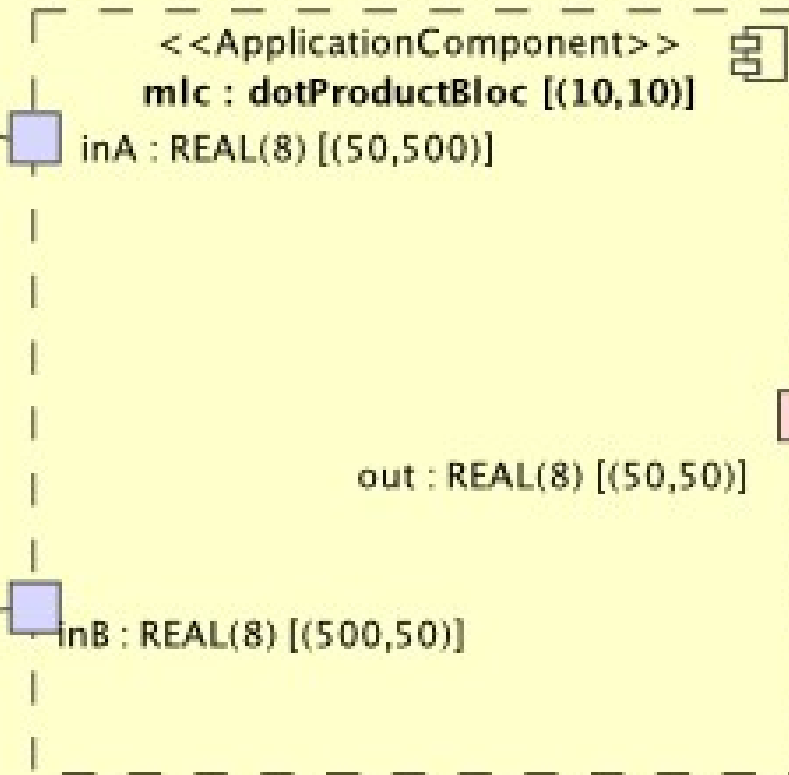 <<ApplicationComponent>>
mlc : dotProductBloc [(10,10)]
inA : REAL(8) [(50,500)]
out : REAL(8) [(50,50)]
inB : REAL(8) [(500,50)]